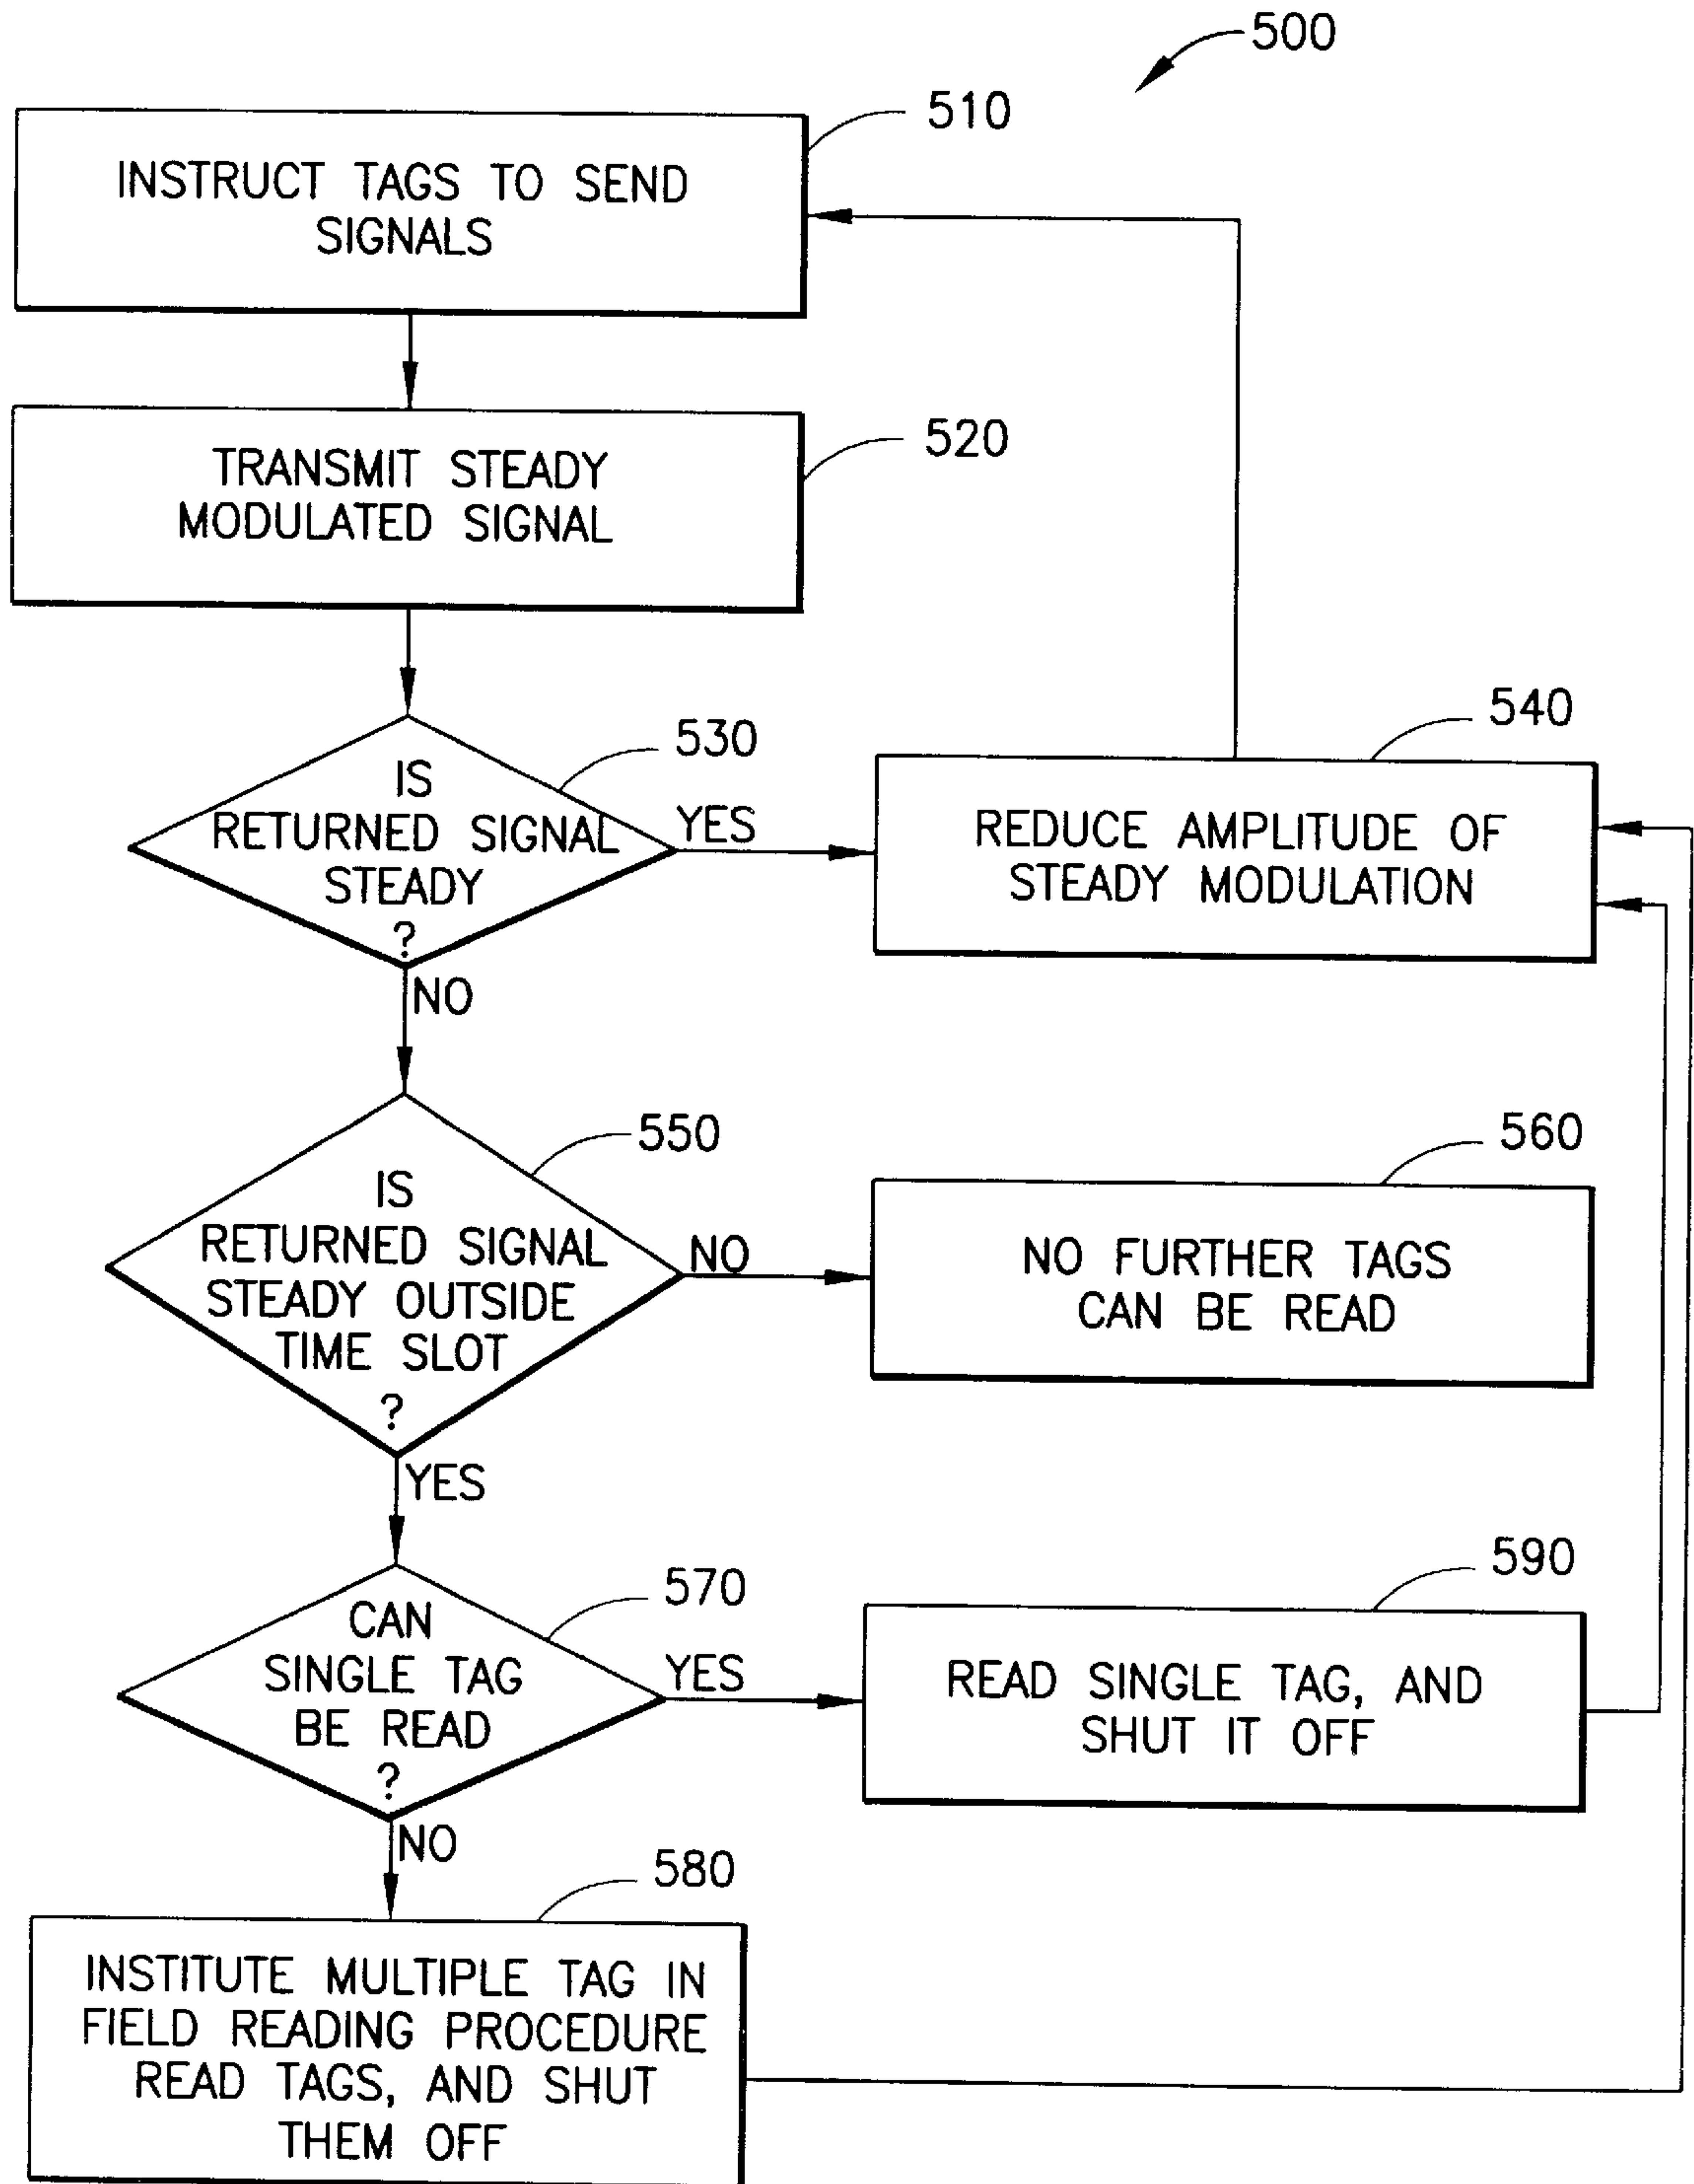 500
510
INSTRUCT TAGS TO SEND
SIGNALS
520
TRANSMIT STEADY
MODULATED SIGNAL
530
IS
RETURNED SIGNAL
STEADY
?
YES
NO
540
REDUCE AMPLITUDE OF
STEADY MODULATION
550
IS
RETURNED SIGNAL
STEADY OUTSIDE
TIME SLOT
?
NO
YES
560
NO FURTHER TAGS
CAN BE READ
570
CAN
SINGLE TAG
BE READ
?
YES
NO
590
READ SINGLE TAG, AND
SHUT IT OFF
580
INSTITUTE MULTIPLE TAG IN
FIELD READING PROCEDURE
READ TAGS, AND SHUT
THEM OFF